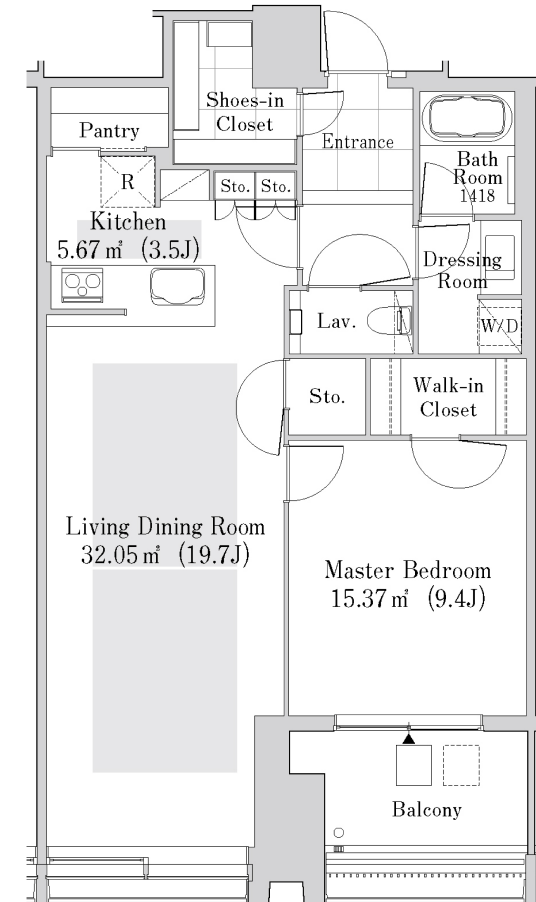 Shoes-in
Closet
Pantry
Entrance
R
Sto.
Sto.
Bath
Room
1418
Kitchen
5.67㎡ (3.5J)
Dressing
Room
Lav.
W/D
Sto.
Walk-in
Closet
Living Dining Room
32.05㎡ (19.7J)
Master Bedroom
15.37㎡ (9.4J)
Balcony